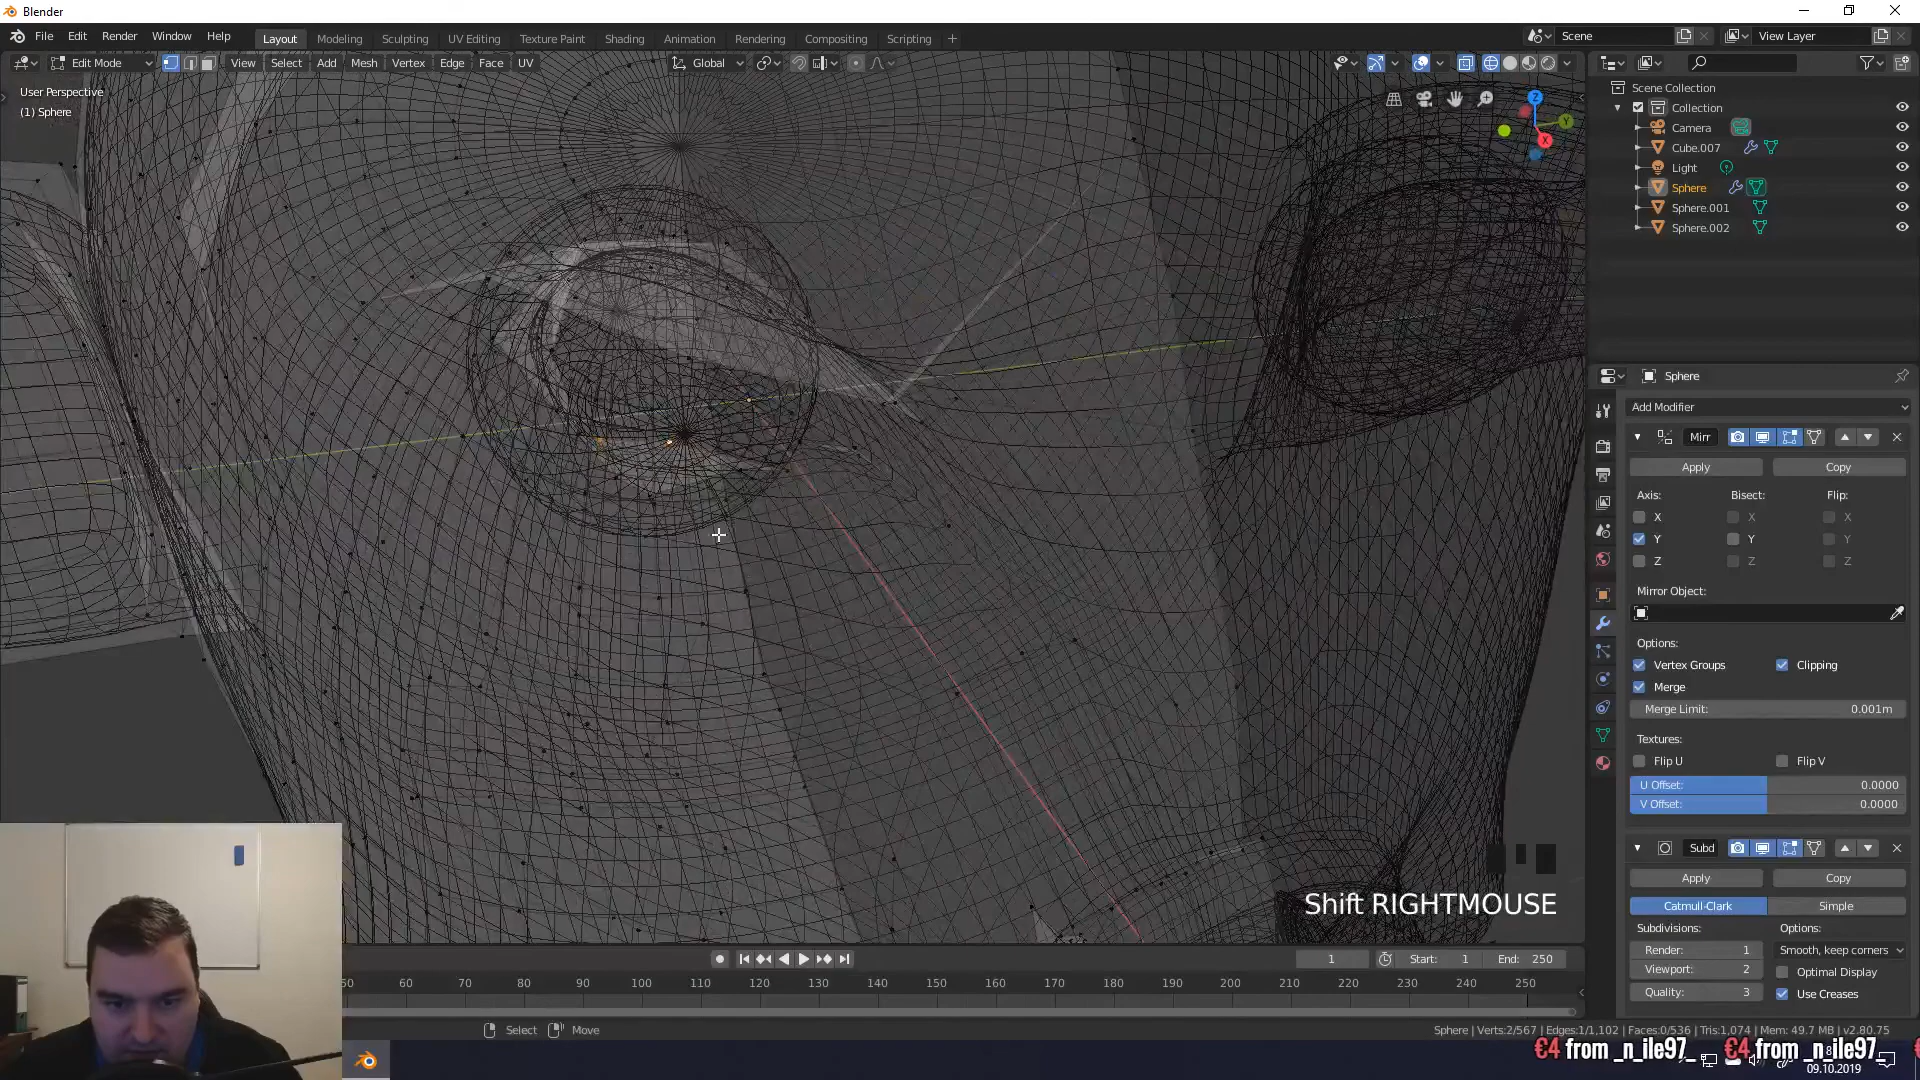 Blender
File Edit Render Window Help
Layout Modeling Sculpting UV Editing Texture Paint Shading Animation Rendering Compositing Scripting +
Scene
View Layer
Edit Mode
View Select Add Mesh Vertex Edge Face UV
Global
User Perspective
(1) Sphere
Z
Y
X
Scene Collection
Collection
Camera
Cube.007
Light
Sphere
Sphere.001
Sphere.002
Sphere
Add Modifier
Mirr
Apply Copy
Axis: Bisect: Flip:
X X X
Y Y Y
Z Z Z
Mirror Object:
Options:
Vertex Groups Clipping
Merge
Merge Limit: 0.001m
Textures:
Flip U Flip V
U Offset: 0.0000
V Offset: 0.0000
Subd
Apply Copy
Catmull-Clark Simple
Subdivisions: Options:
Render: 1 Smooth, keep corners
Viewport: 2 Optimal Display
Quality: 3 Use Creases
Shift RIGHTMOUSE
1 Start: 1 End: 250
50 60 70 80 90 100 110 120 130 140 150 160 170 180 190 200 210 220 230 240 250
Select Move
Sphere | Verts:2/567 | Edges:1/1,102 | Faces:0/536 | Tris:1,074 | Mem: 49.7 MB | v2.80.75
€4 from _n_ile97_ €4 from _n_ile97_
09.10.2019